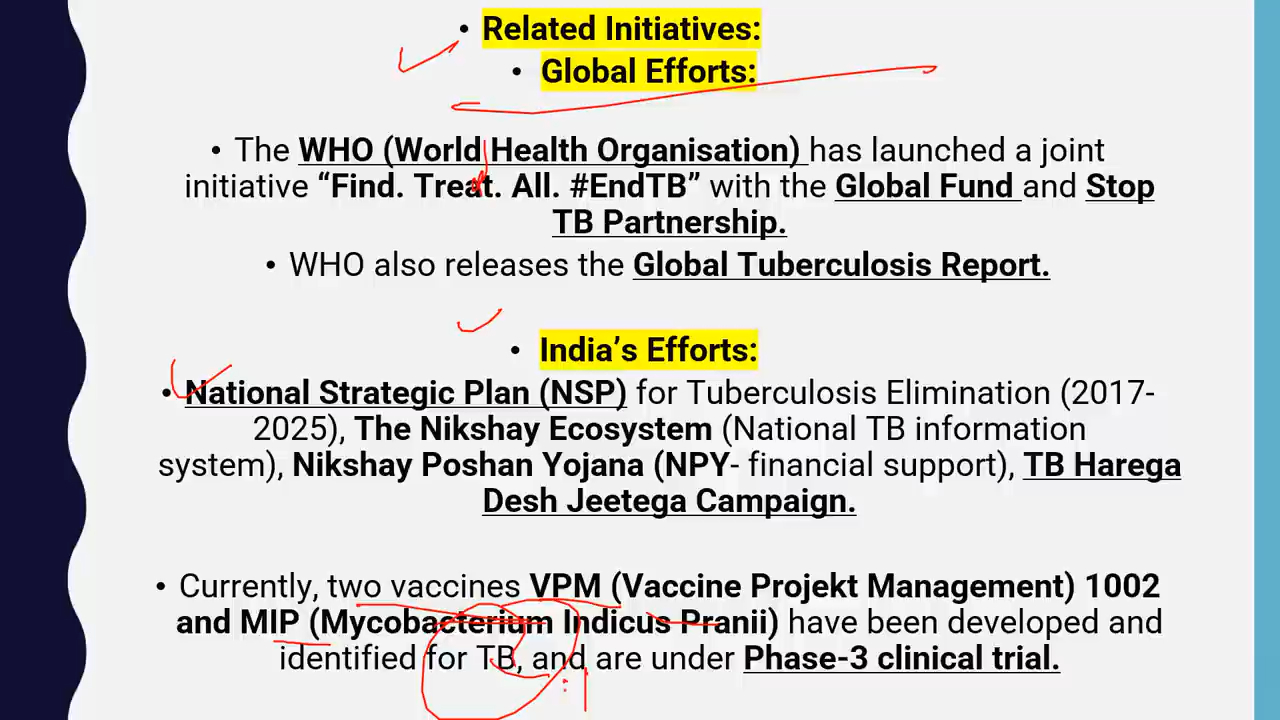 • Related Initiatives:
• Global Efforts:
• The WHO (World Health Organisation) has launched a joint
initiative “Find. Treat. All. #EndTB” with the Global Fund and Stop
TB Partnership.
• WHO also releases the Global Tuberculosis Report.
• India’s Efforts:
• National Strategic Plan (NSP) for Tuberculosis Elimination (2017-
2025), The Nikshay Ecosystem (National TB information
system), Nikshay Poshan Yojana (NPY- financial support), TB Harega
Desh Jeetega Campaign.
• Currently, two vaccines VPM (Vaccine Projekt Management) 1002
and MIP (Mycobacterium Indicus Pranii) have been developed and
identified for TB, and are under Phase-3 clinical trial.